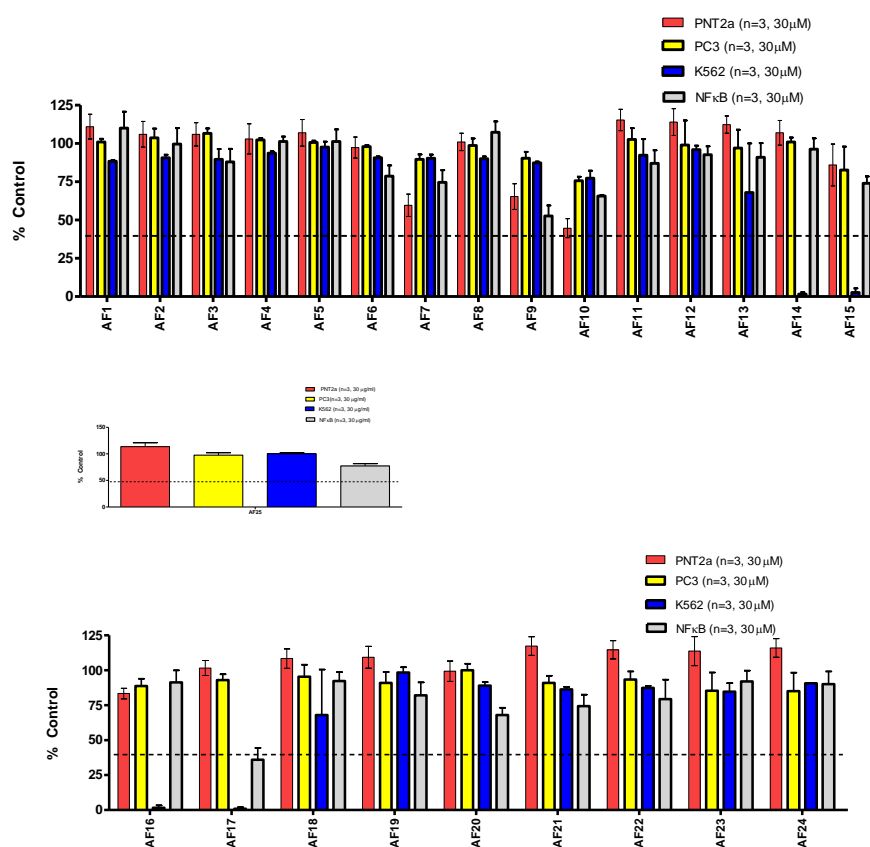 PNT2a (n=3, 30μM)
PC3 (n=3, 30μM)
K562 (n=3, 30μM)
NFκB (n=3, 30μM)
125
100
75
50
25
0
% Control
AF1 AF2 AF3 AF4 AF5 AF6 AF7 AF8 AF9 AF10 AF11 AF12 AF13 AF14 AF15
PNT2a (n=3, 30 μg/ml)
PC3(n=3, 30 μg/ml)
K562 (n=3, 30 μg/ml)
NFκB (n=3, 30 μg/ml)
150
100
50
0
% Control
AF25
PNT2a (n=3, 30μM)
PC3 (n=3, 30μM)
K562 (n=3, 30μM)
NFκB (n=3, 30μM)
125
100
75
50
25
0
% Control
AF16 AF17 AF18 AF19 AF20 AF21 AF22 AF23 AF24